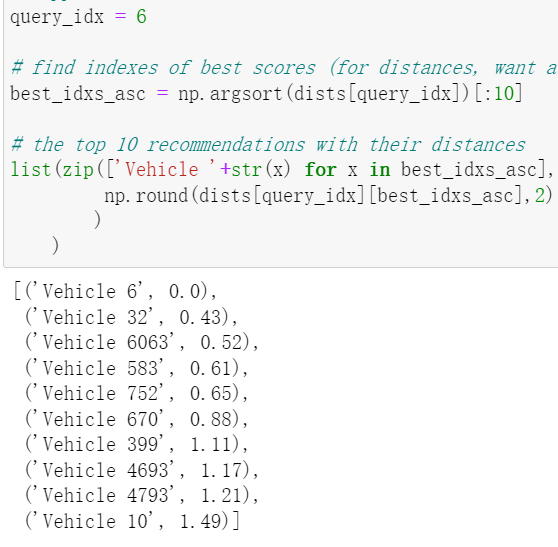 query_idx = 6
# find indexes of best scores (for distances, want a
best_idxs_asc = np.argsort(dists[query_idx])[:10]
# the top 10 recommendations with their distances
list(zip(['Vehicle '+str(x) for x in best_idxs_asc],
np.round(dists[query_idx][best_idxs_asc],2)
)
)
[('Vehicle 6', 0.0),
('Vehicle 32', 0.43),
('Vehicle 6063', 0.52),
('Vehicle 583', 0.61),
('Vehicle 752', 0.65),
('Vehicle 670', 0.88),
('Vehicle 399', 1.11),
('Vehicle 4693', 1.17),
('Vehicle 4793', 1.21),
('Vehicle 10', 1.49)]